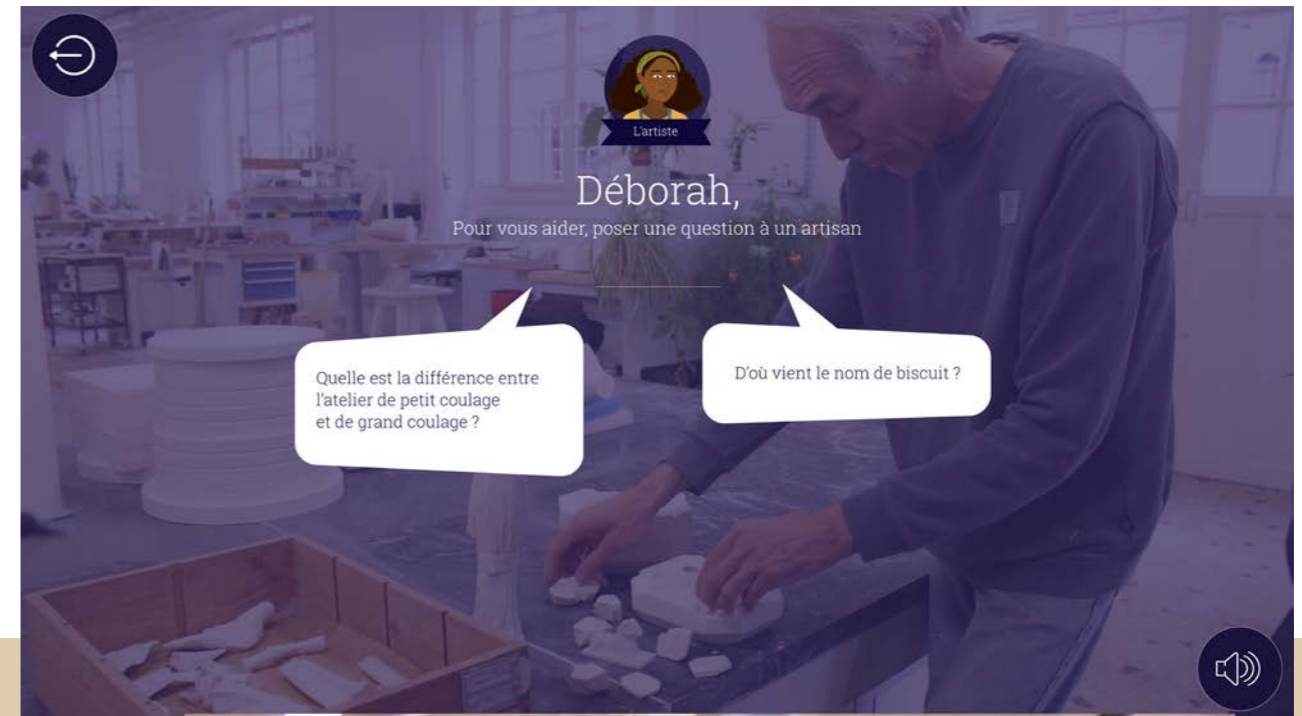 L'artiste
Déborah,
Pour vous aider, poser une question à un artisan
Quelle est la différence entre
l'atelier de petit coulage
et de grand coulage ?
D'où vient le nom de biscuit ?